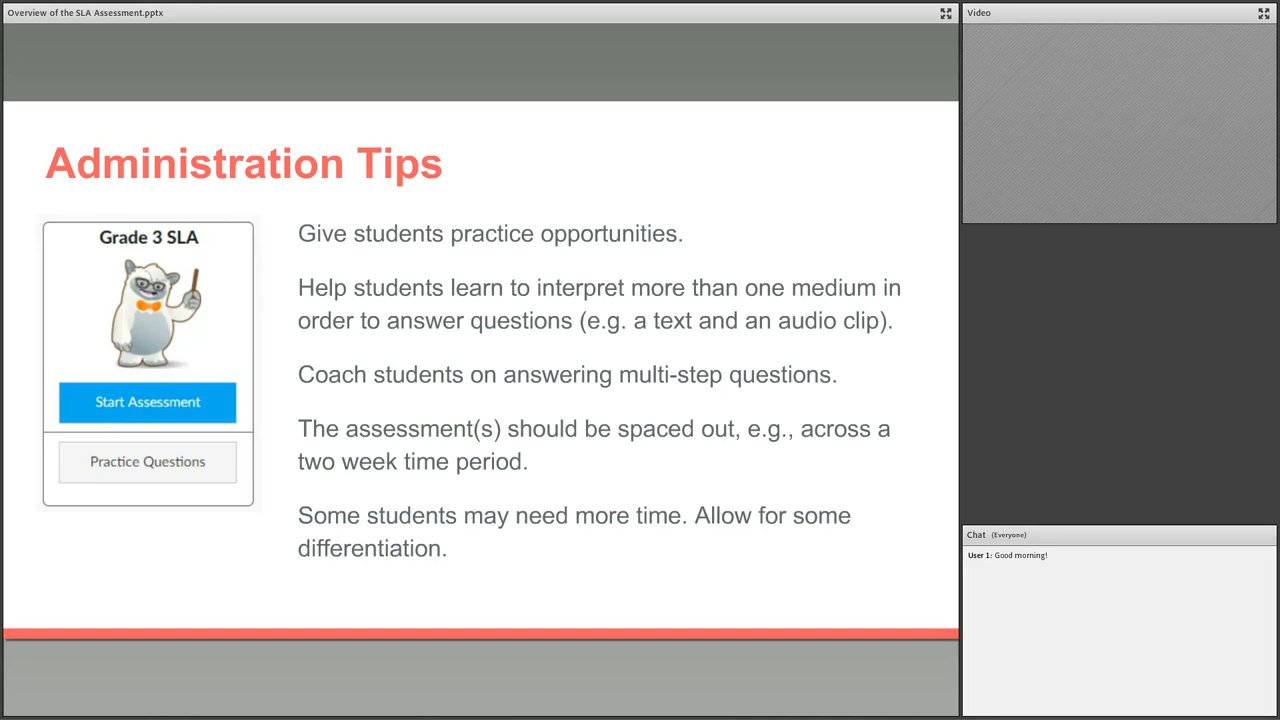 Overview of the SLA Assessment.pptx
Video
Administration Tips
Grade 3 SLA
Start Assessment
Practice Questions
Give students practice opportunities.
Help students learn to interpret more than one medium in
order to answer questions (e.g. a text and an audio clip).
Coach students on answering multi-step questions.
The assessment(s) should be spaced out, e.g., across a
two week time period.
Some students may need more time. Allow for some
differentiation.
Chat (Everyone)
User 1: Good morning!